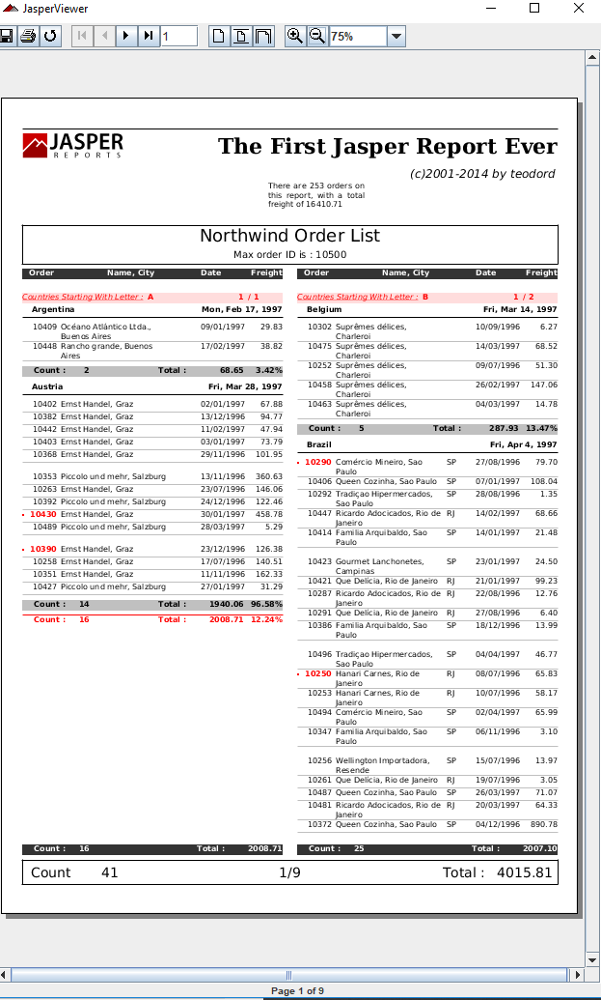 JasperViewer
1
75%
JASPER
REPORTS
The First Jasper Report Ever
(c)2001-2014 by teodord
There are 253 orders on
this report, with a total
freight of 16410.71
Northwind Order List
Max order ID is : 10500
Order Name, City Date Freight
Countries Starting With Letter : A 1 / 1
Argentina Mon, Feb 17, 1997
10409 Océano Atlántico Ltda., 09/01/1997 29.83
Buenos Aires
10448 Rancho grande, Buenos 17/02/1997 38.82
Aires
Count : 2 Total : 68.65 3.42%
Austria Fri, Mar 28, 1997
10402 Ernst Handel, Graz 02/01/1997 67.88
10382 Ernst Handel, Graz 13/12/1996 94.77
10442 Ernst Handel, Graz 11/02/1997 47.94
10403 Ernst Handel, Graz 03/01/1997 73.79
10368 Ernst Handel, Graz 29/11/1996 101.95
10353 Piccolo und mehr, Salzburg 13/11/1996 360.63
10263 Ernst Handel, Graz 23/07/1996 146.06
10392 Piccolo und mehr, Salzburg 24/12/1996 122.46
10430 Ernst Handel, Graz 30/01/1997 458.78
10489 Piccolo und mehr, Salzburg 28/03/1997 5.29
10390 Ernst Handel, Graz 23/12/1996 126.38
10258 Ernst Handel, Graz 17/07/1996 140.51
10351 Ernst Handel, Graz 11/11/1996 162.33
10427 Piccolo und mehr, Salzburg 27/01/1997 31.29
Count : 14 Total : 1940.06 96.58%
Count : 16 Total : 2008.71 12.24%
Count : 16 Total : 2008.71
Order Name, City Date Freight
Countries Starting With Letter : B 1 / 2
Belgium Fri, Mar 14, 1997
10302 Suprêmes délices, 10/09/1996 6.27
Charleroi
10475 Suprêmes délices, 14/03/1997 68.52
Charleroi
10252 Suprêmes délices, 09/07/1996 51.30
Charleroi
10458 Suprêmes délices, 26/02/1997 147.06
Charleroi
10463 Suprêmes délices, 04/03/1997 14.78
Charleroi
Count : 5 Total : 287.93 13.47%
Brazil Fri, Apr 4, 1997
10290 Comércio Mineiro, Sao SP 27/08/1996 79.70
Paulo
10406 Queen Cozinha, Sao Paulo SP 07/01/1997 108.04
10292 Tradiçao Hipermercados, SP 28/08/1996 1.35
Sao Paulo
10447 Ricardo Adocicados, Rio de RJ 14/02/1997 68.66
Janeiro
10414 Familia Arquibaldo, Sao SP 14/01/1997 21.48
Paulo
10423 Gourmet Lanchonetes, SP 23/01/1997 24.50
Campinas
10421 Que Delícia, Rio de Janeiro RJ 21/01/1997 99.23
10287 Ricardo Adocicados, Rio de RJ 22/08/1996 12.76
Janeiro
10291 Que Delícia, Rio de Janeiro RJ 27/08/1996 6.40
10386 Familia Arquibaldo, Sao SP 18/12/1996 13.99
Paulo
10496 Tradiçao Hipermercados, SP 04/04/1997 46.77
Sao Paulo
10250 Hanari Carnes, Rio de RJ 08/07/1996 65.83
Janeiro
10253 Hanari Carnes, Rio de RJ 10/07/1996 58.17
Janeiro
10494 Comércio Mineiro, Sao SP 02/04/1997 65.99
Paulo
10347 Familia Arquibaldo, Sao SP 06/11/1996 3.10
Paulo
10256 Wellington Importadora, SP 15/07/1996 13.97
Resende
10261 Que Delícia, Rio de Janeiro RJ 19/07/1996 3.05
10487 Queen Cozinha, Sao Paulo SP 26/03/1997 71.07
10481 Ricardo Adocicados, Rio de RJ 20/03/1997 64.33
Janeiro
10372 Queen Cozinha, Sao Paulo SP 04/12/1996 890.78
Count : 25 Total : 2007.10
Count 41 1/9 Total : 4015.81
Page 1 of 9